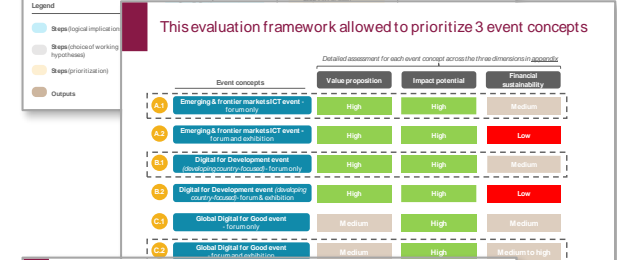 Legend
Steps (logical implication
Steps (choice of working
hypotheses)
Steps (prioritization)
Outputs
This evaluation framework allowed to prioritize 3 event concepts
Detailed assessment for each event concept across the three dimensions in appendix
Event concepts
Value proposition
Impact potential
Financial
sustainability
A.1
Emerging & frontier markets ICT event -
forum only
High
High
Medium
A.2
Emerging & frontier markets ICT event -
forum and exhibition
High
High
Low
B.1
Digital for Development event
(developing country-focused) - forum only
High
High
Medium
B.2
Digital for Development event (developing
country-focused) - forum & exhibition
High
High
Low
C.1
Global Digital for Good event
- forum only
Medium
High
Medium
C.2
Global Digital for Good event
- forum and exhibition
Medium
High
Medium to high